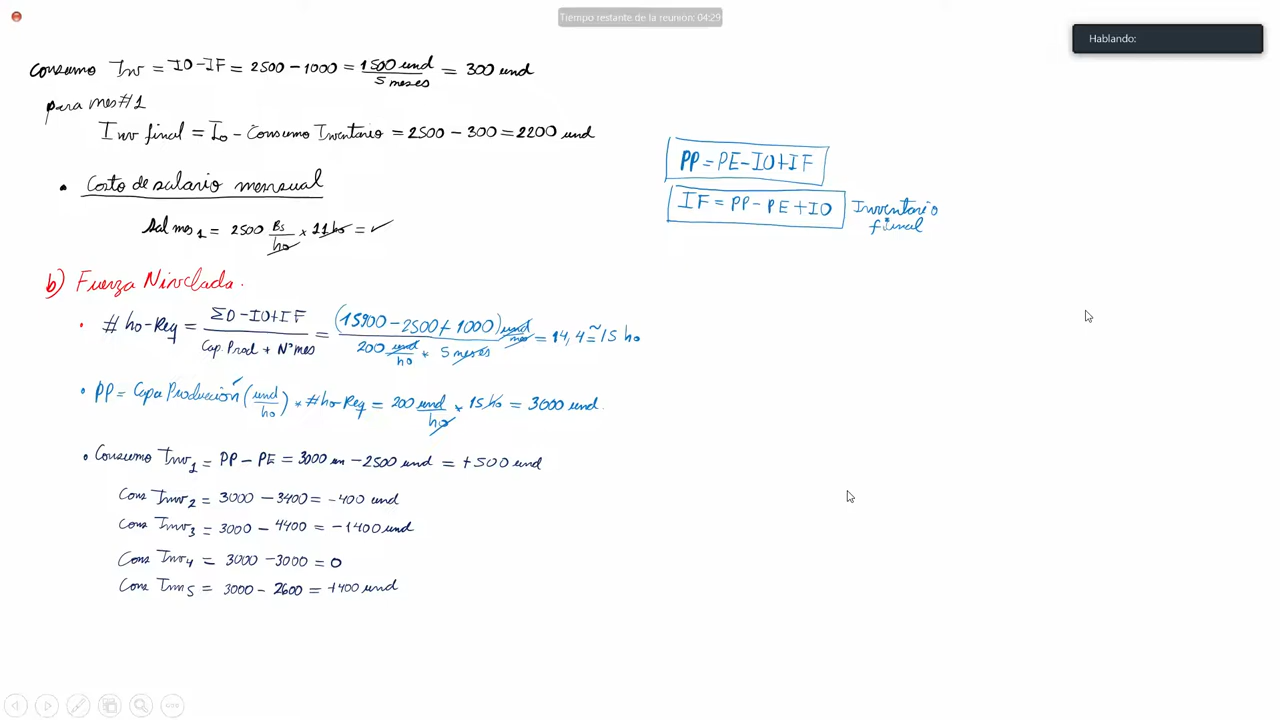 Tiempo restante de la reunión: 04:29
Hablando:
Consumo Inv = IO-IF = 2500 - 1000 = 1500 und / 5 meses = 300 und
para mes #1
Inv final = Io - Consumo Inventario = 2500 - 300 = 2200 und
• Costo de salario mensual
Sal mes 1 = 2500 Bs/ho x 11 ho = ✓
PP = PE - IO + IF
IF = PP - PE + IO Inventario final
b) Fuerza Nivelada.
• # ho-Req = ΣD - IO + IF / Cap. Prod * N° mes = (15900 - 2500 + 1000) und / 200 und/ho * 5 meses = 14,4 ≅ 15 ho
• PP = Capa Producción (und/ho) * #ho-Req = 200 und/ho * 15 ho = 3000 und.
• Consumo Inv1 = PP - PE = 3000 un - 2500 und = +500 und
Cons Inv2 = 3000 - 3400 = -400 und
Cons Inv3 = 3000 - 4400 = -1400 und
Cons Inv4 = 3000 - 3000 = 0
Cons Inv5 = 3000 - 2600 = +400 und